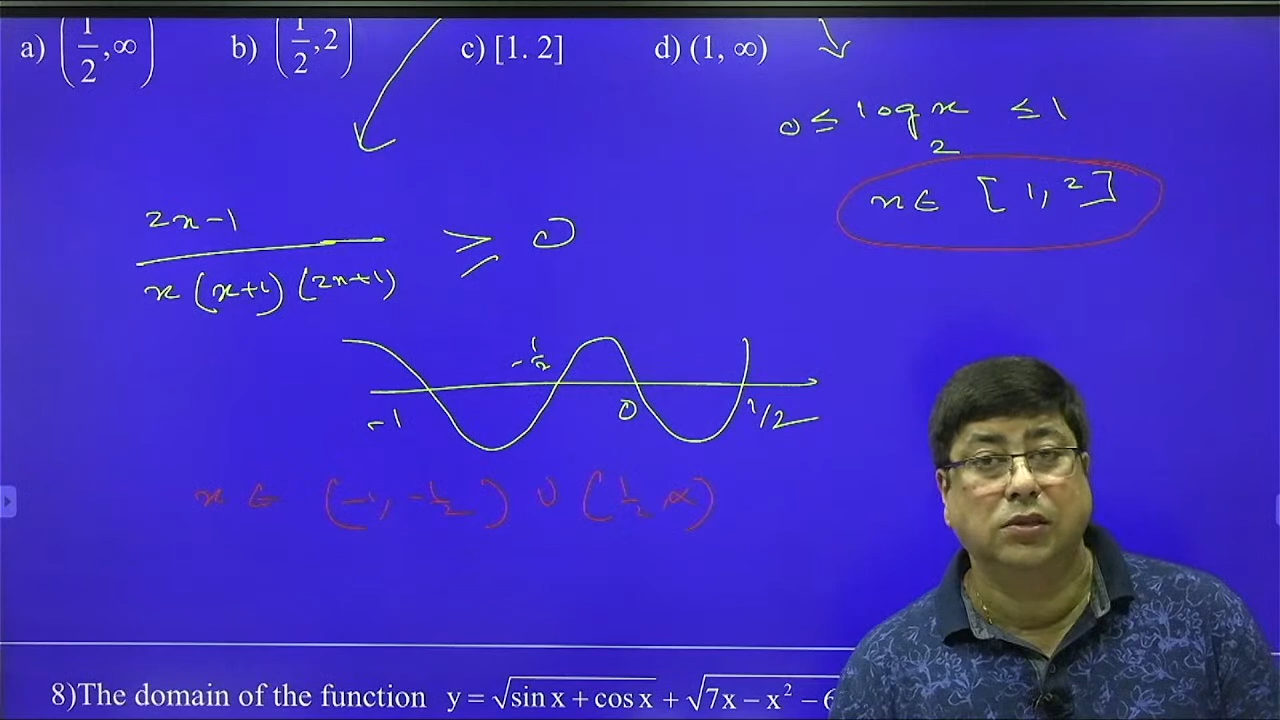 a) (1/2, ∞) b) (1/2, 2) c) [1. 2] d) (1, ∞)
0 ≤ log₂ x ≤ 1
x ∈ [1, 2]
2x-1
x (x+1) (2x+1) ≥ 0
-1/2
-1 0 1/2
x ∈ (-1, -1/2) ∪ (1/2 ∝)
8)The domain of the function y = √sin x + cos x + √7x − x² −